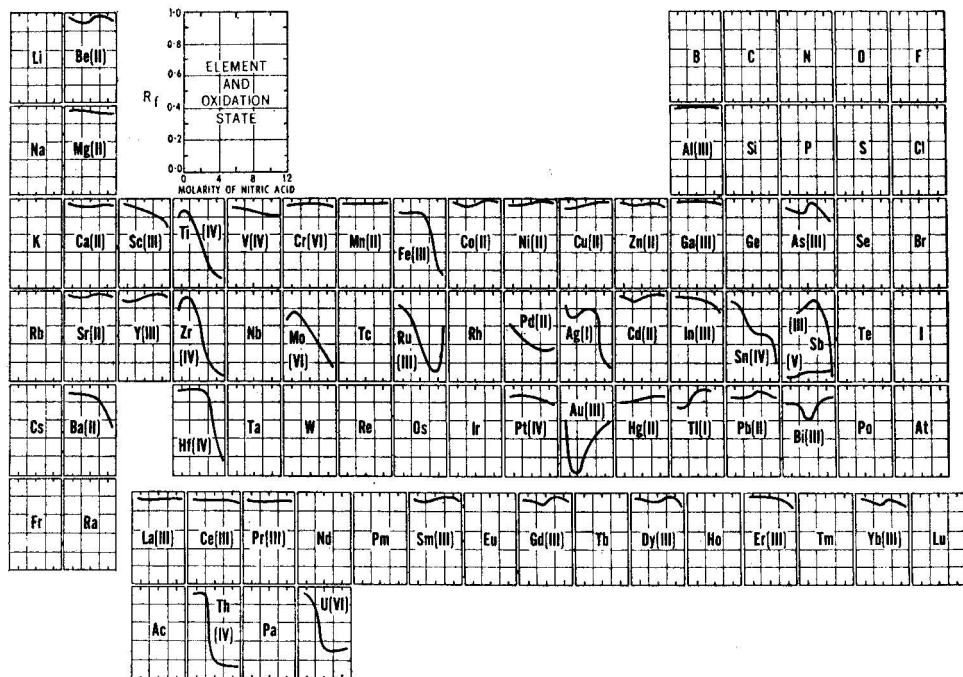 1·0
0·8
0·6
R_f 0·4
0·2
0·0
ELEMENT
AND
OXIDATION
STATE
0 4 8 12
MOLARITY OF NITRIC ACID
Li Be(II) B C N O F
Na Mg(II) Al(III) Si P S Cl
K Ca(II) Sc(III) Ti (IV) V(IV) Cr(VI) Mn(II) Fe(III) Co(II) Ni(II) Cu(II) Zn(II) Ga(III) Ge As(III) Se Br
Rb Sr(II) Y(III) Zr (IV) Nb Mo (VI) Tc Ru (III) Rh Pd(II) Ag(I) Cd(II) In(III) Sn(IV) (III) Sb (V) Te I
Cs Ba(II) Hf(IV) Ta W Re Os Ir Pt(IV) Au(III) Hg(II) Tl(I) Pb(II) Bi(III) Po At
Fr Ra
La(III) Ce(III) Pr(III) Nd Pm Sm(III) Eu Gd(III) Tb Dy(III) Ho Er(III) Tm Yb(III) Lu
Ac Th (IV) Pa U(VI)